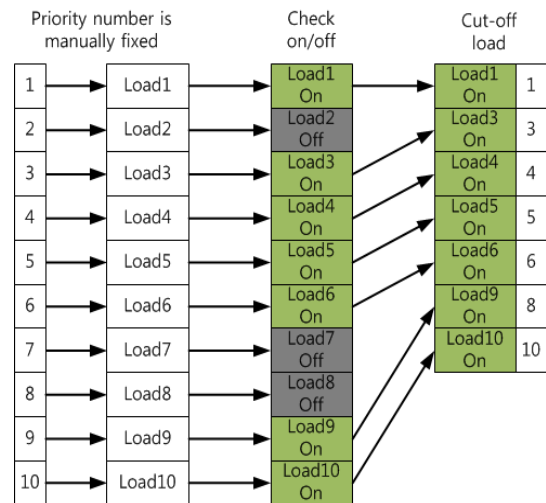 Priority number is
manually fixed
Check
on/off
Cut-off
load
1
Load1
Load1
On
Load1
On
1
2
Load2
Load2
Off
Load3
On
3
3
Load3
Load3
On
Load4
On
4
4
Load4
Load4
On
Load5
On
5
5
Load5
Load5
On
Load6
On
6
6
Load6
Load6
On
Load9
On
8
7
Load7
Load7
Off
Load10
On
10
8
Load8
Load8
Off
9
Load9
Load9
On
10
Load10
Load10
On